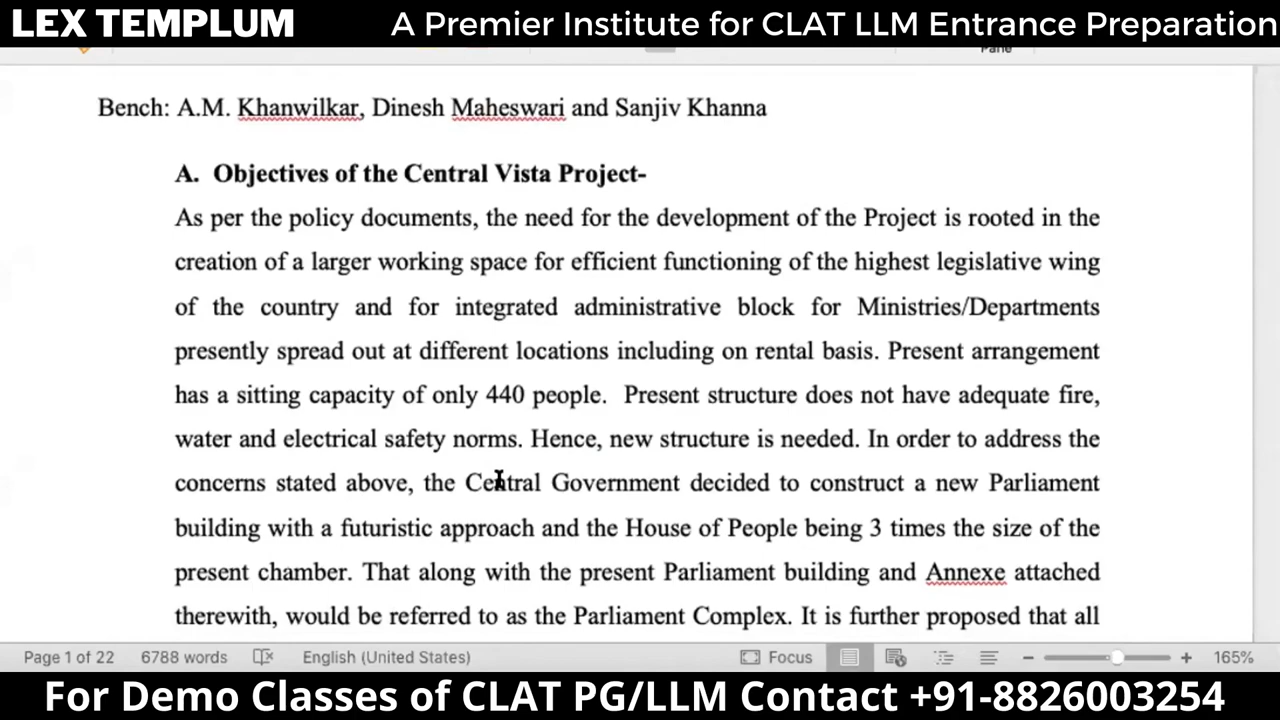 LEX TEMPLUM
A Premier Institute for CLAT LLM Entrance Preparation
Pane
Bench: A.M. Khanwilkar, Dinesh Maheswari and Sanjiv Khanna
A. Objectives of the Central Vista Project-
As per the policy documents, the need for the development of the Project is rooted in the
creation of a larger working space for efficient functioning of the highest legislative wing
of the country and for integrated administrative block for Ministries/Departments
presently spread out at different locations including on rental basis. Present arrangement
has a sitting capacity of only 440 people. Present structure does not have adequate fire,
water and electrical safety norms. Hence, new structure is needed. In order to address the
concerns stated above, the Central Government decided to construct a new Parliament
building with a futuristic approach and the House of People being 3 times the size of the
present chamber. That along with the present Parliament building and Annexe attached
therewith, would be referred to as the Parliament Complex. It is further proposed that all
Page 1 of 22 6788 words English (United States) Focus 165%
For Demo Classes of CLAT PG/LLM Contact +91-8826003254